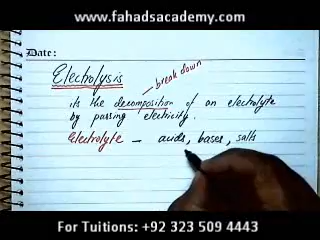 www.fahadsacademy.com
Date:
Electrolysis
break down
its the decomposition of an electrolyte
by passing electricity.
Electrolyte — acids, bases, salts
For Tuitions: +92 323 509 4443